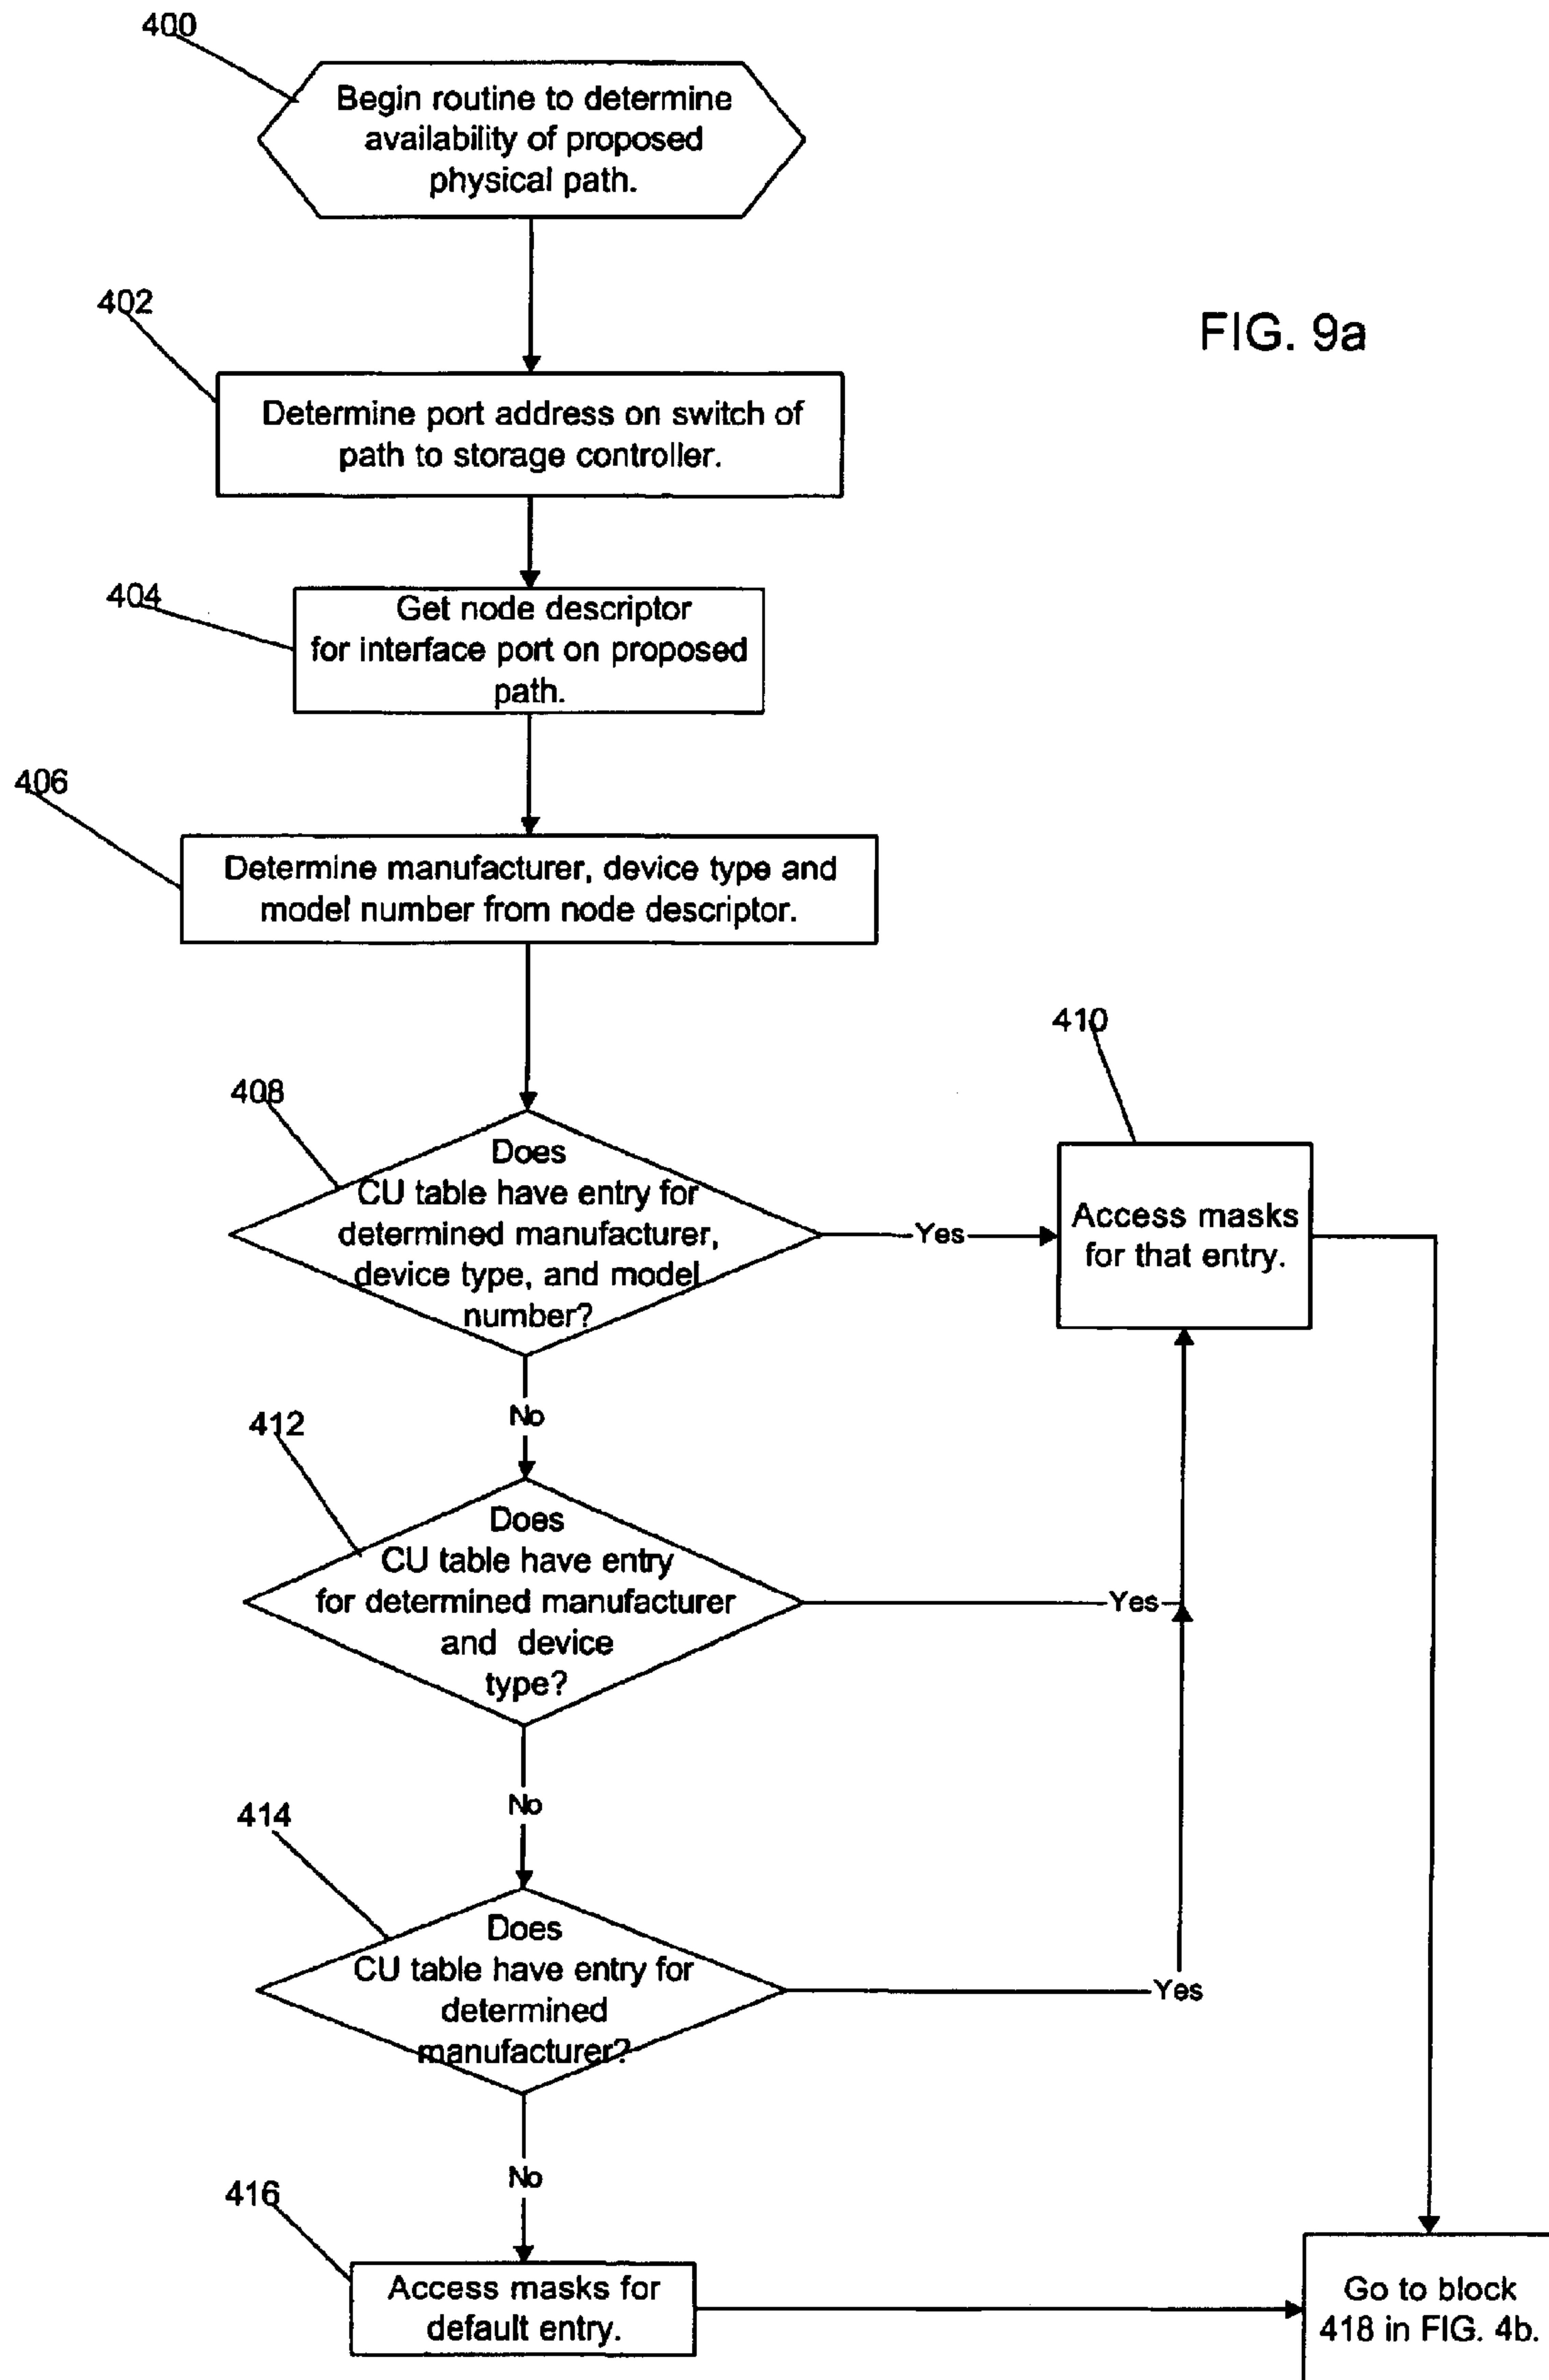 400
Begin routine to determine
availability of proposed
physical path.
402
FIG. 9a
Determine port address on switch of
path to storage controller.
404
Get node descriptor
for interface port on proposed
path.
406
Determine manufacturer, device type and
model number from node descriptor.
408
Does
CU table have entry for
determined manufacturer,
device type, and model
number?
Yes
410
Access masks
for that entry.
No
412
Does
CU table have entry
for determined manufacturer
and device
type?
Yes
No
414
Does
CU table have entry for
determined
manufacturer?
Yes
No
416
Access masks for
default entry.
Go to block
418 in FIG. 4b.